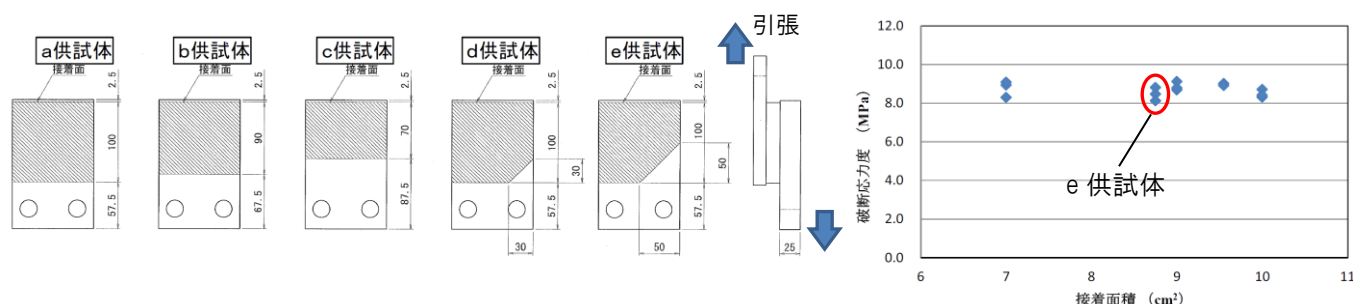 a供試体
接着面
2.5
100
57.5
b供試体
接着面
2.5
90
67.5
c供試体
接着面
2.5
70
87.5
d供試体
接着面
2.5
100
30
57.5
30
e供試体
接着面
2.5
100
50
57.5
50
引張
25
破断応力度 (MPa)
12.0
10.0
8.0
6.0
4.0
2.0
0.0
e 供試体
6 7 8 9 10 11
接着面積 (cm²)